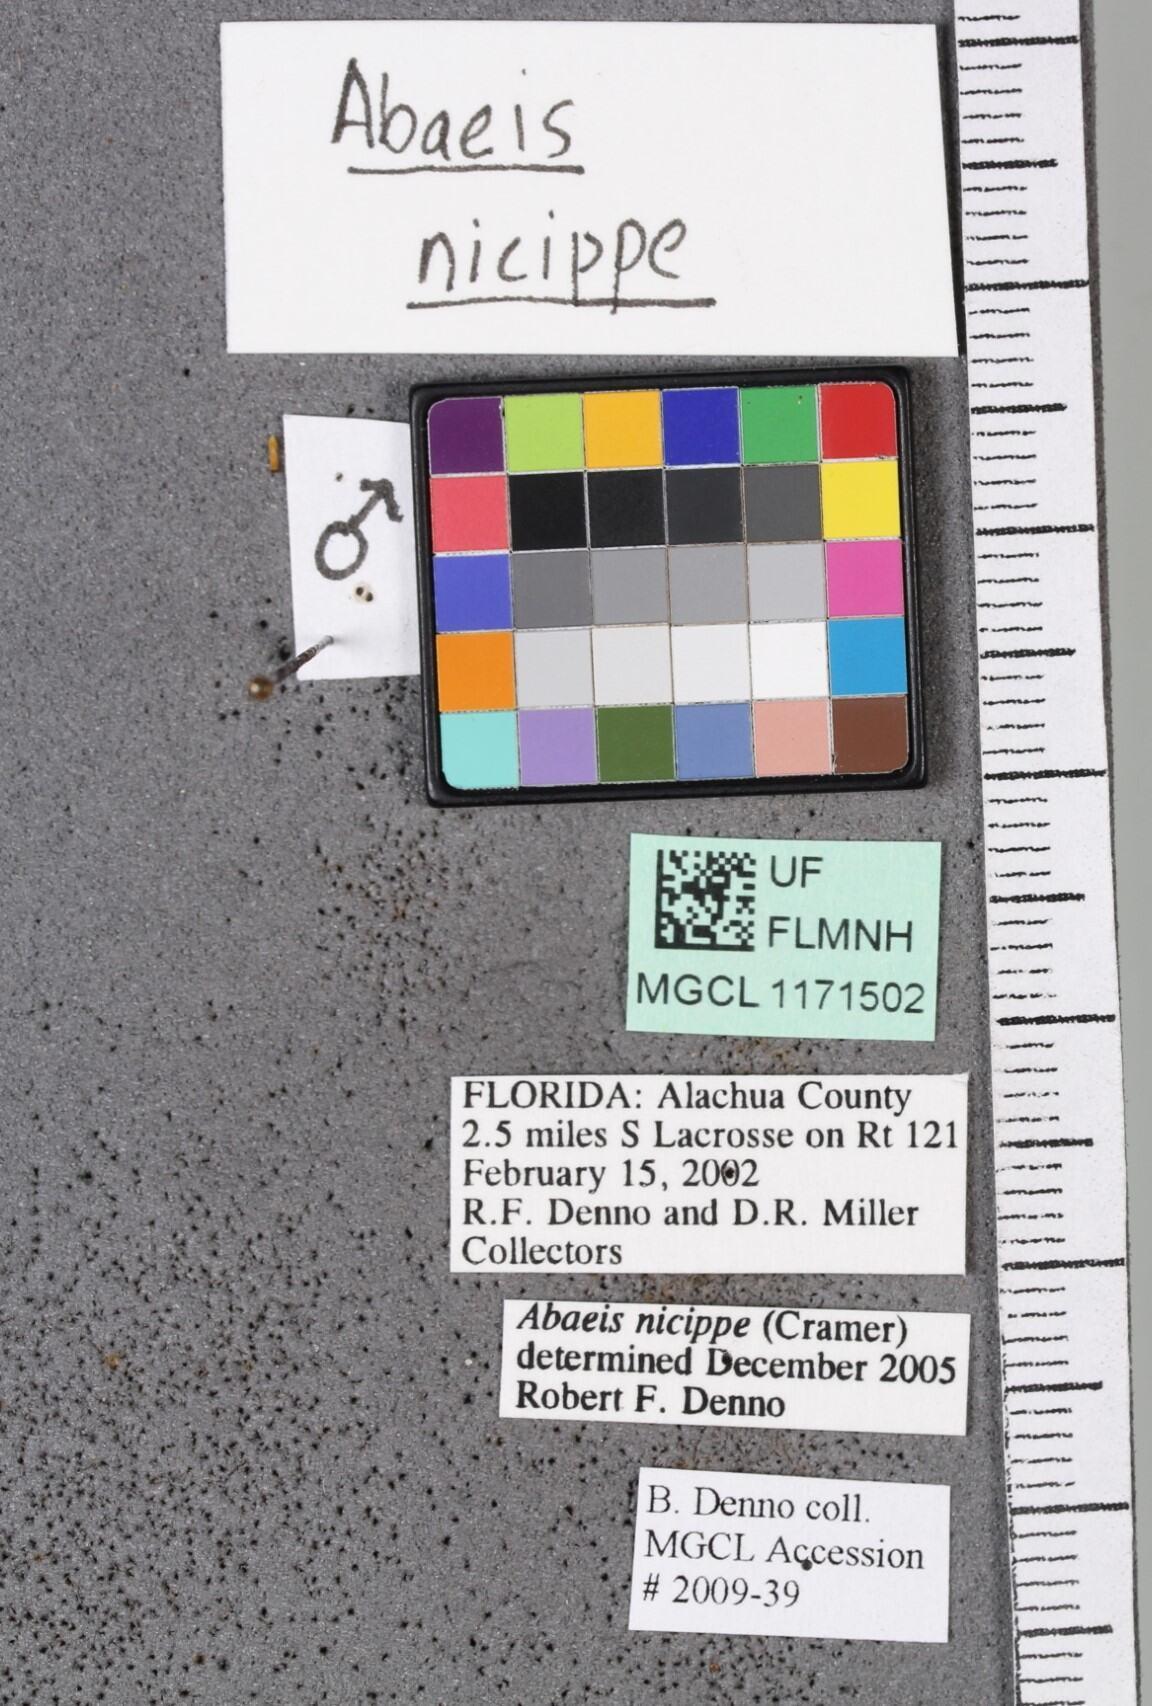 Abaeis
nicippe
♂
UF
FLMNH
MGCL 1171502
FLORIDA: Alachua County
2.5 miles S Lacrosse on Rt 121
February 15, 2002
R.F. Denno and D.R. Miller
Collectors
Abaeis nicippe (Cramer)
determined December 2005
Robert F. Denno
B. Denno coll.
MGCL Accession
# 2009-39